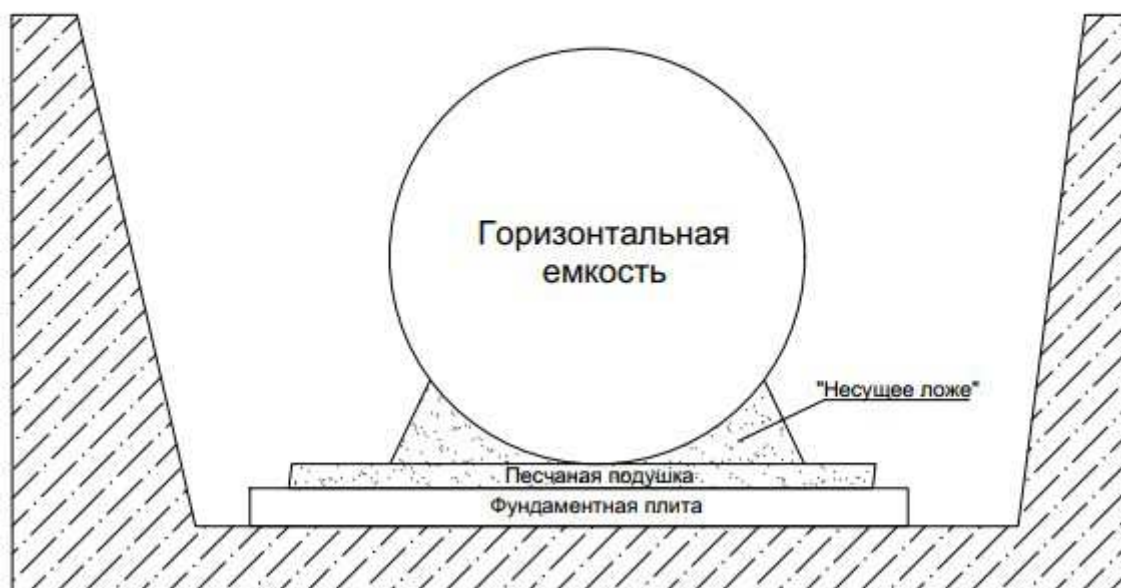 Горизонтальная
емкость
"Несущее ложе"
Песчаная подушка
Фундаментная плита